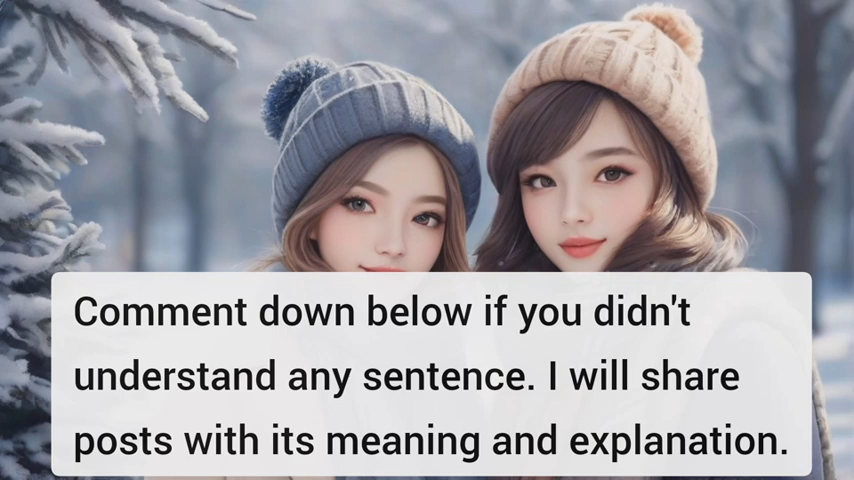 Comment down below if you didn't
understand any sentence. I will share
posts with its meaning and explanation.